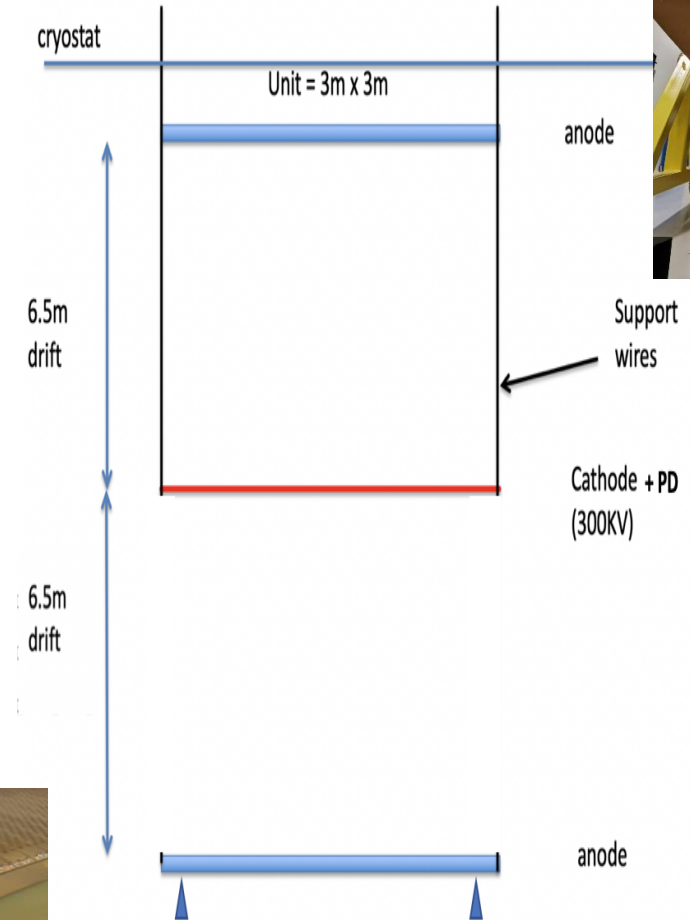 cryostat
Unit = 3m x 3m
anode
6.5m
drift
Support
wires
Cathode + PD
(300KV)
6.5m
drift
anode